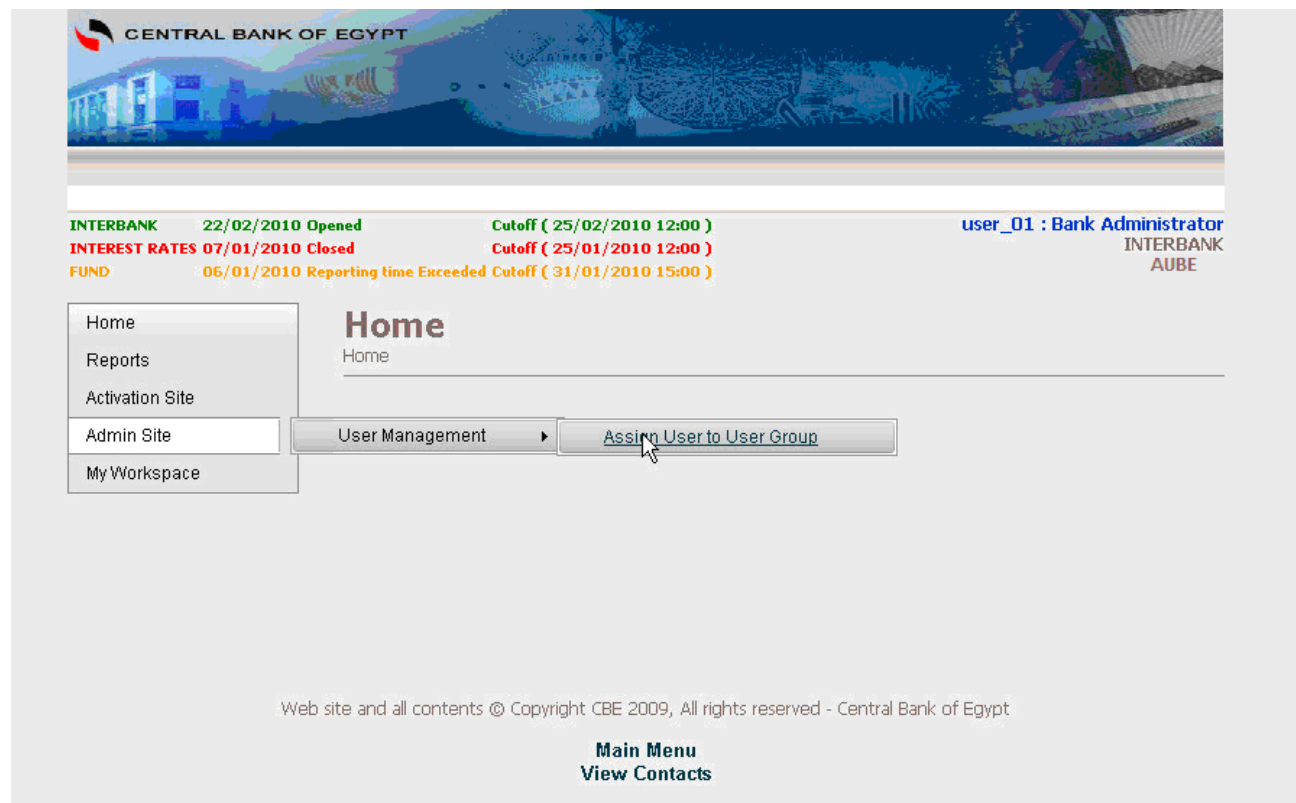 CENTRAL BANK OF EGYPT
INTERBANK 22/02/2010 Opened Cutoff ( 25/02/2010 12:00 )
user_01 : Bank Administrator
INTEREST RATES 07/01/2010 Closed Cutoff ( 25/01/2010 12:00 )
INTERBANK
FUND 06/01/2010 Reporting time Exceeded Cutoff ( 31/01/2010 15:00 )
AUBE
Home
Reports
Activation Site
Admin Site
My Workspace
Home
Home
User Management
Assign User to User Group
Web site and all contents © Copyright CBE 2009, All rights reserved - Central Bank of Egypt
Main Menu
View Contacts